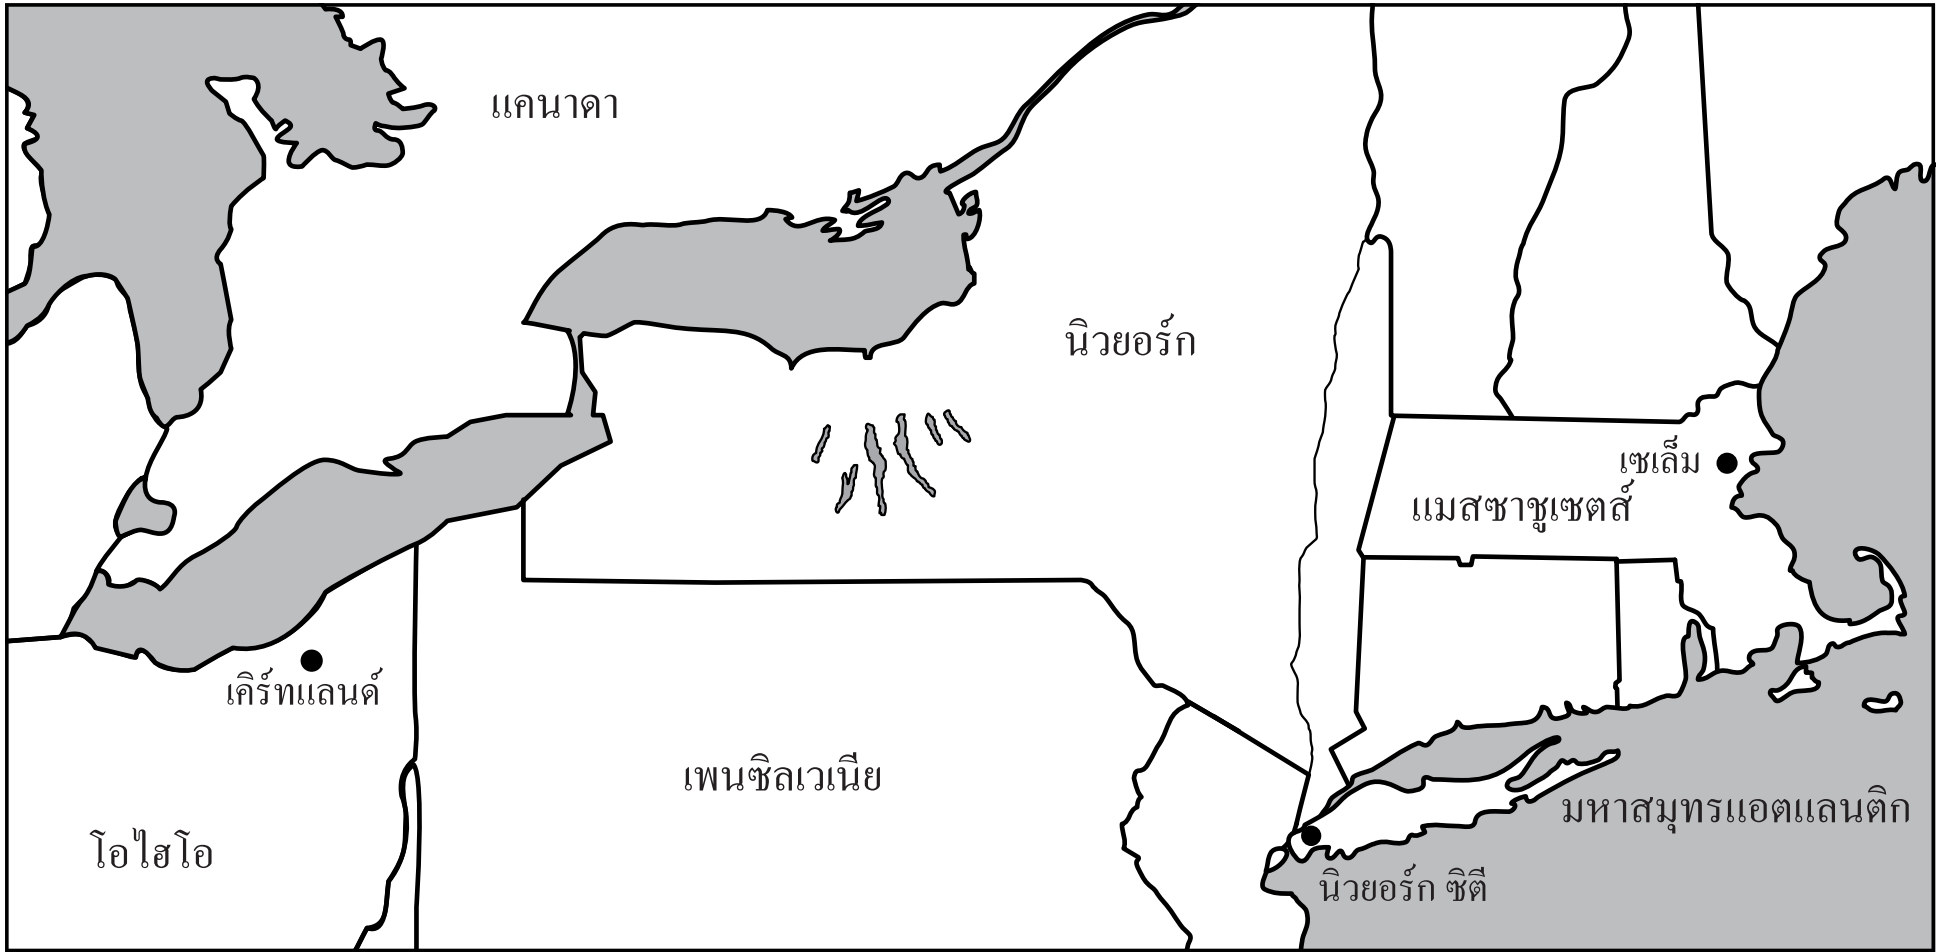 แคนาดา
นิวยอร์ก
เซเล็ม
แมสซาชูเซตส์
เคิร์ทแลนด์
เพนซิลเวเนีย
มหาสมุทรแอตแลนติก
โอไฮโอ
นิวยอร์ก ซิตี